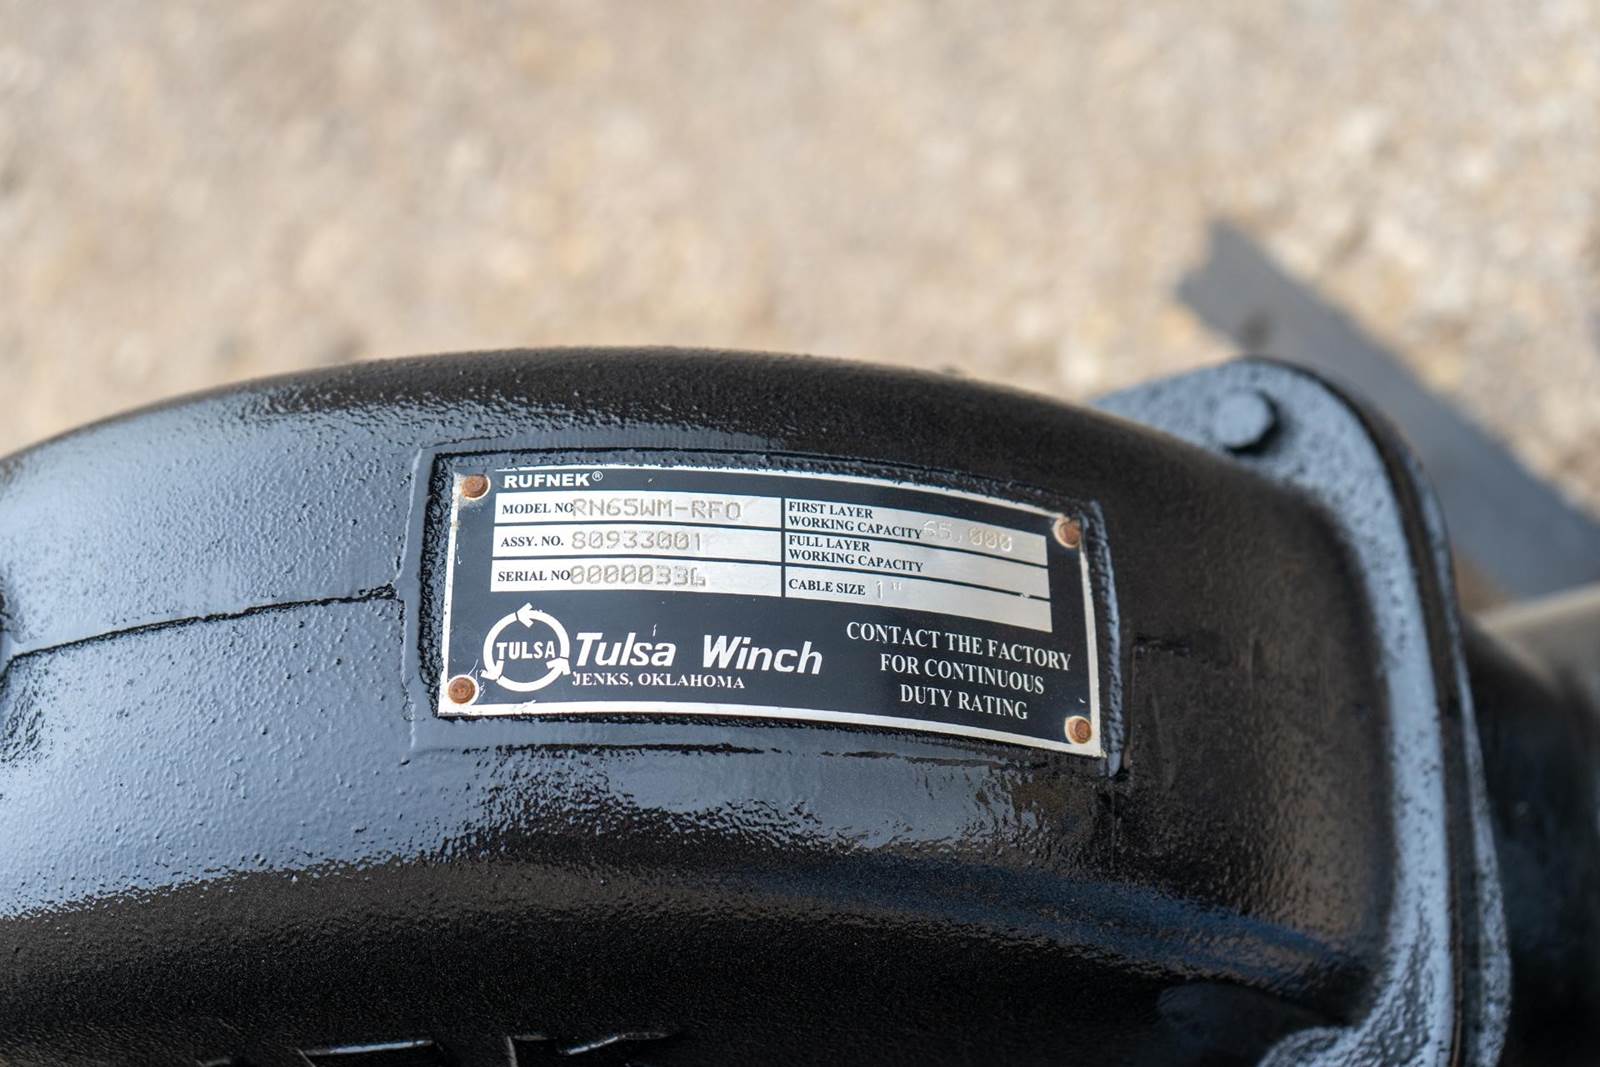 RUFNEK®
MODEL NO RN65WM-RFO
ASSY. NO. 80933001
SERIAL NO 00000336
FIRST LAYER
WORKING CAPACITY 65,000
FULL LAYER
WORKING CAPACITY
CABLE SIZE 1"
TULSA Tulsa Winch
JENKS, OKLAHOMA
CONTACT THE FACTORY
FOR CONTINUOUS
DUTY RATING